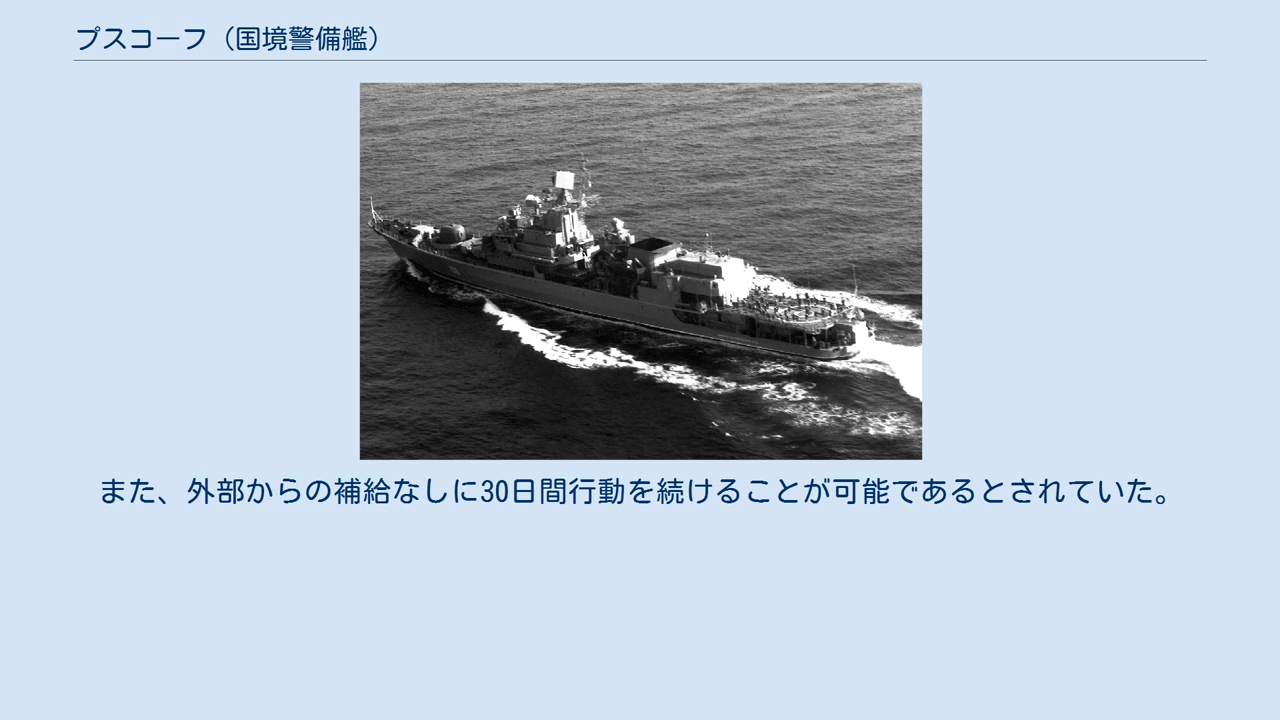 プスコーフ（国境警備艦）
また、外部からの補給なしに30日間行動を続けることが可能であるとされていた。